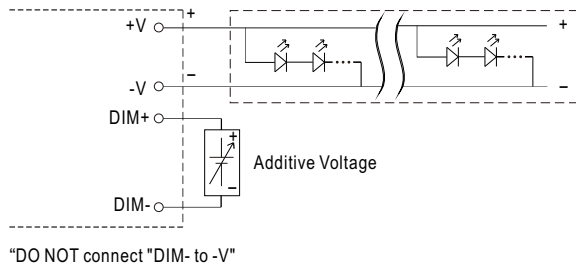 +V
+
+
-V
−
−
DIM+
+
Additive Voltage
−
DIM-
“DO NOT connect "DIM- to -V"